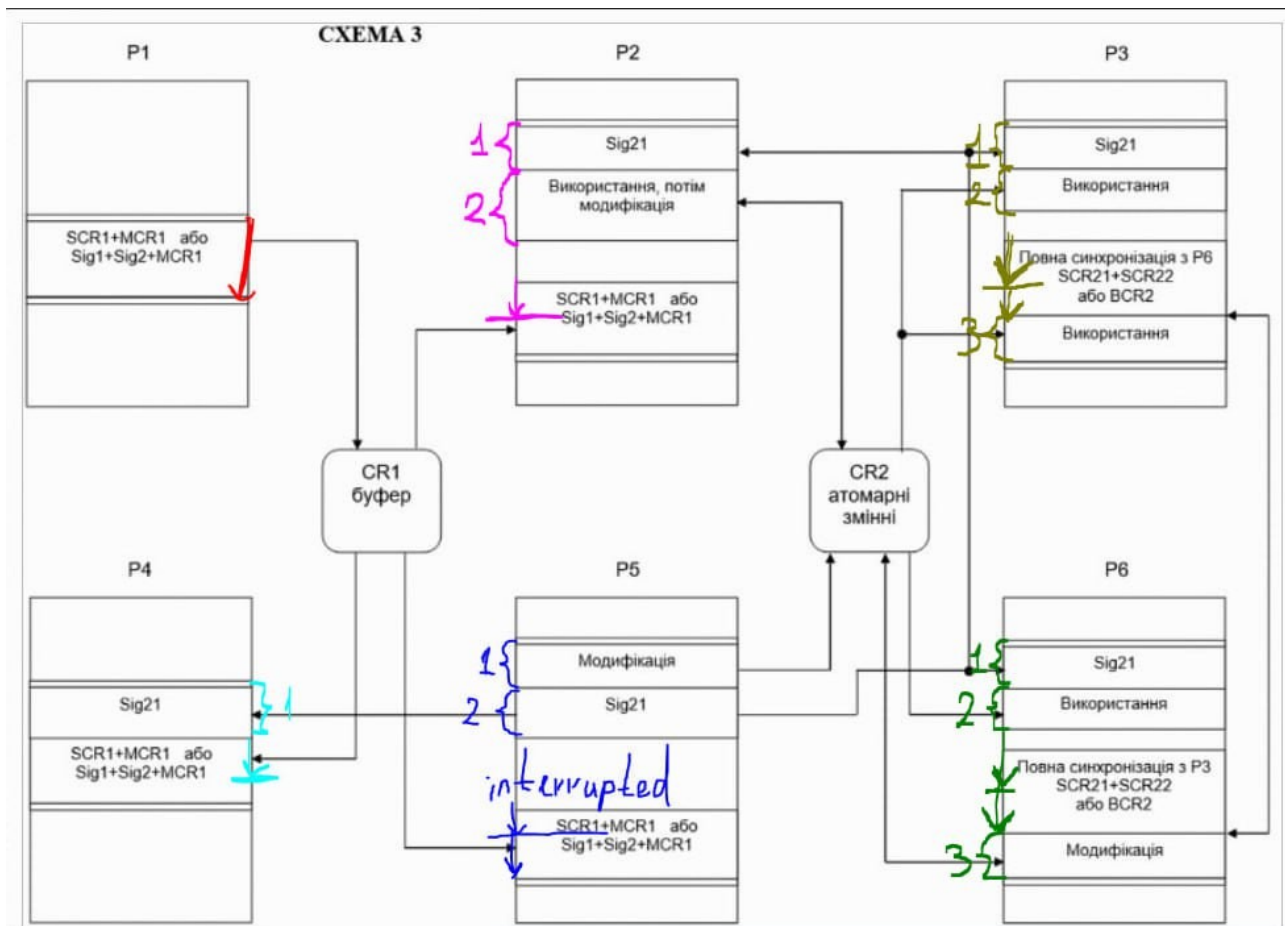 СХЕМА 3
P1
SCR1+MCR1 або
Sig1+Sig2+MCR1
P2
1
Sig21
2
Використання, потім
модифікація
SCR1+MCR1 або
Sig1+Sig2+MCR1
P3
1
Sig21
2
Використання
Повна синхронізація з P6
SCR21+SCR22
або BCR2
3
Використання
CR1
буфер
CR2
атомарні
змінні
P4
Sig21
1
SCR1+MCR1 або
Sig1+Sig2+MCR1
P5
1
Модифікація
2
Sig21
interrupted
SCR1+MCR1 або
Sig1+Sig2+MCR1
P6
1
Sig21
2
Використання
Повна синхронізація з P3
SCR21+SCR22
або BCR2
3
Модифікація